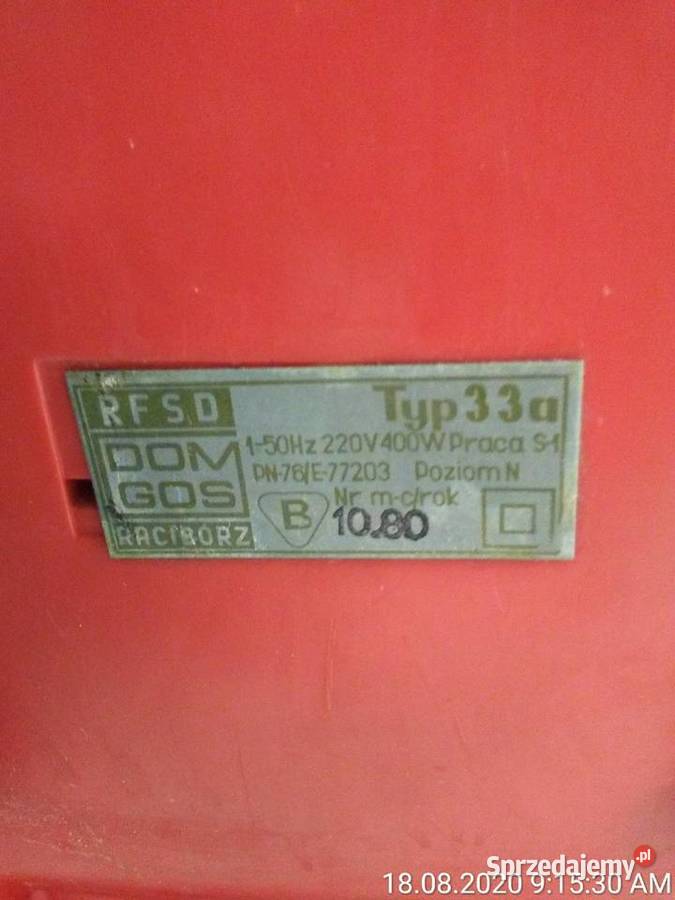 RFSD
DOM
GOS
RACIBÓRZ
Typ 33a
1~50Hz 220V 400W Praca S-1
PN-76/E-77203 Poziom N
Nr m-c/rok
B 10.80
Sprzedajemy.pl
18.08.2020 9:15:30 AM